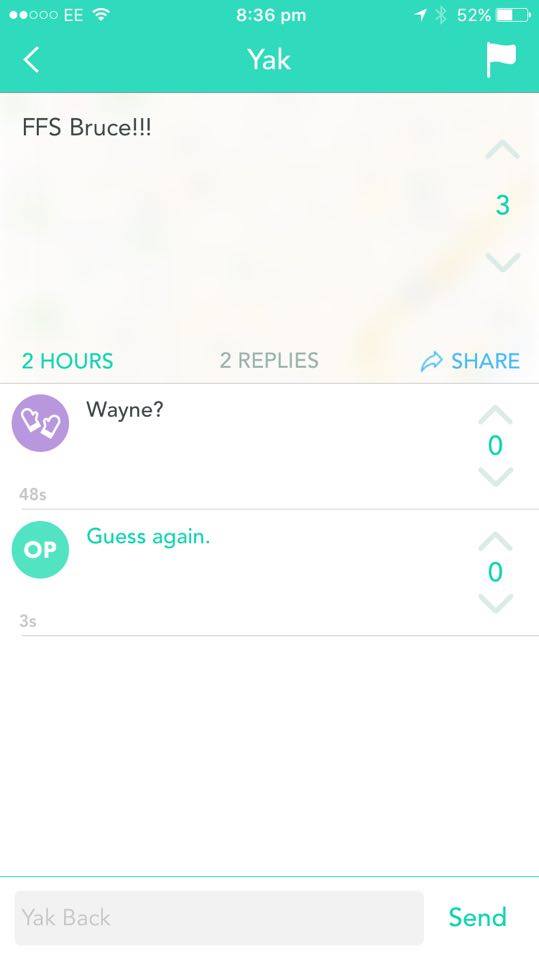 EE 8:36 pm 52%
Yak
FFS Bruce!!!
3
2 HOURS 2 REPLIES SHARE
Wayne?
0
48s
OP Guess again.
0
3s
Yak Back Send